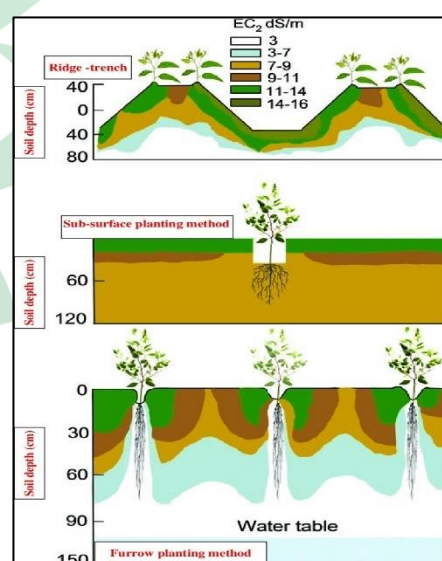 EC2 dS/m
3
3-7
7-9
9-11
11-14
14-16
Ridge -trench
Soil depth (cm)
40
0
40
80
Sub-surface planting method
Soil depth (cm)
60
120
Soil depth (cm)
0
30
60
90
150
Water table
Furrow planting method